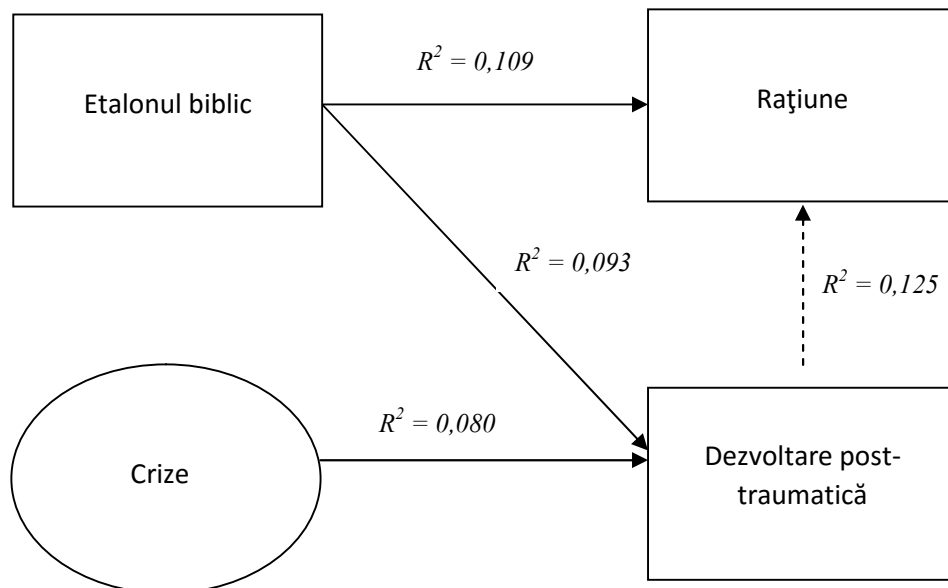 R² = 0,109
Etalonul biblic
Raţiune
R² = 0,093
R² = 0,125
R² = 0,080
Crize
Dezvoltare post-
traumatică